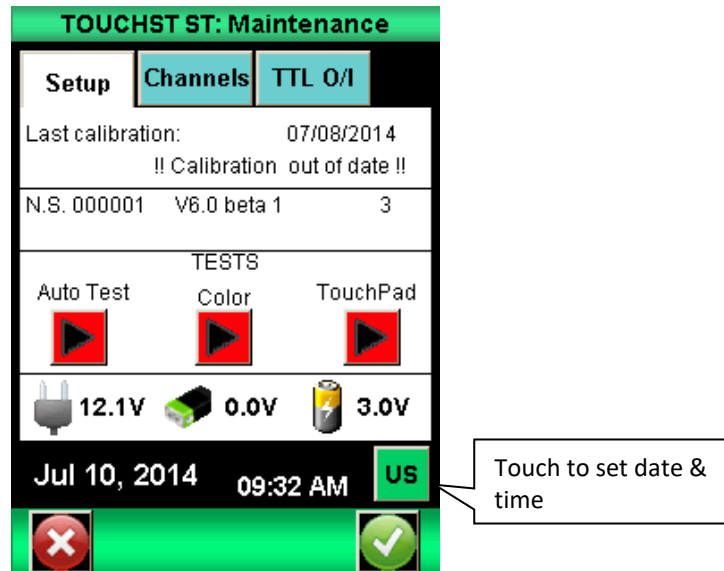 TOUCHST ST: Maintenance
Setup Channels TTL O/I
Last calibration: 07/08/2014
!! Calibration out of date !!
N.S. 000001 V6.0 beta 1 3
TESTS
Auto Test Color TouchPad
12.1V 0.0V 3.0V
Jul 10, 2014 09:32 AM US
Touch to set date &
time